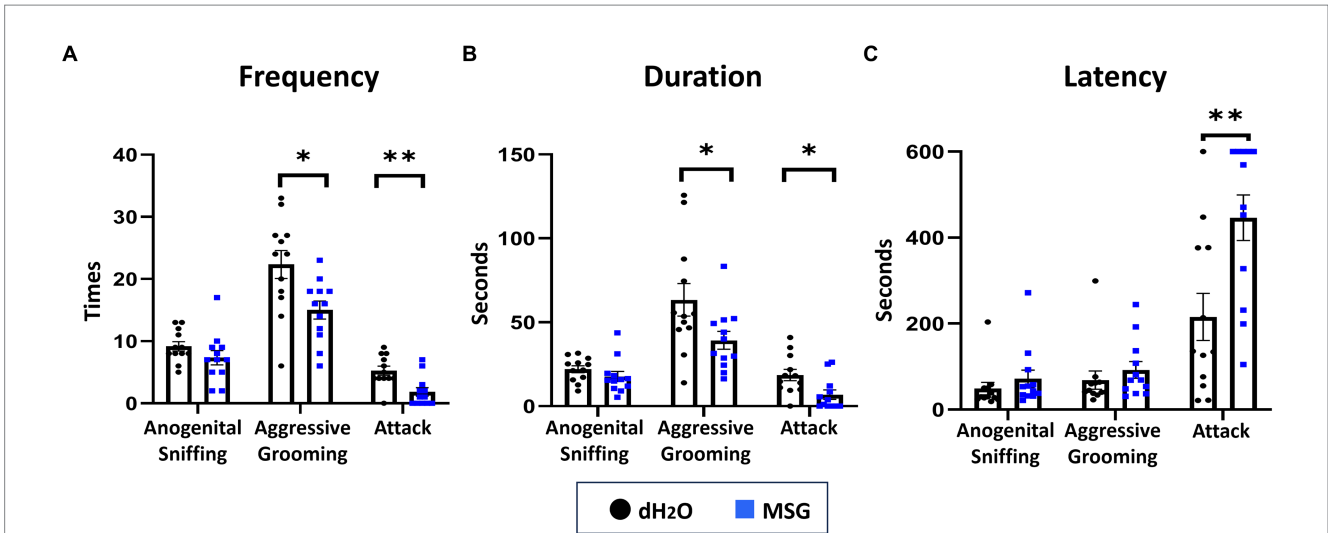 A
Frequency
Times
40
30
20
10
0
*
**
Anogenital
Sniffing
Aggressive
Grooming
Attack
B
Duration
Seconds
150
100
50
0
*
*
Anogenital
Sniffing
Aggressive
Grooming
Attack
C
Latency
Seconds
600
400
200
0
**
Anogenital
Sniffing
Aggressive
Grooming
Attack
dH2O MSG